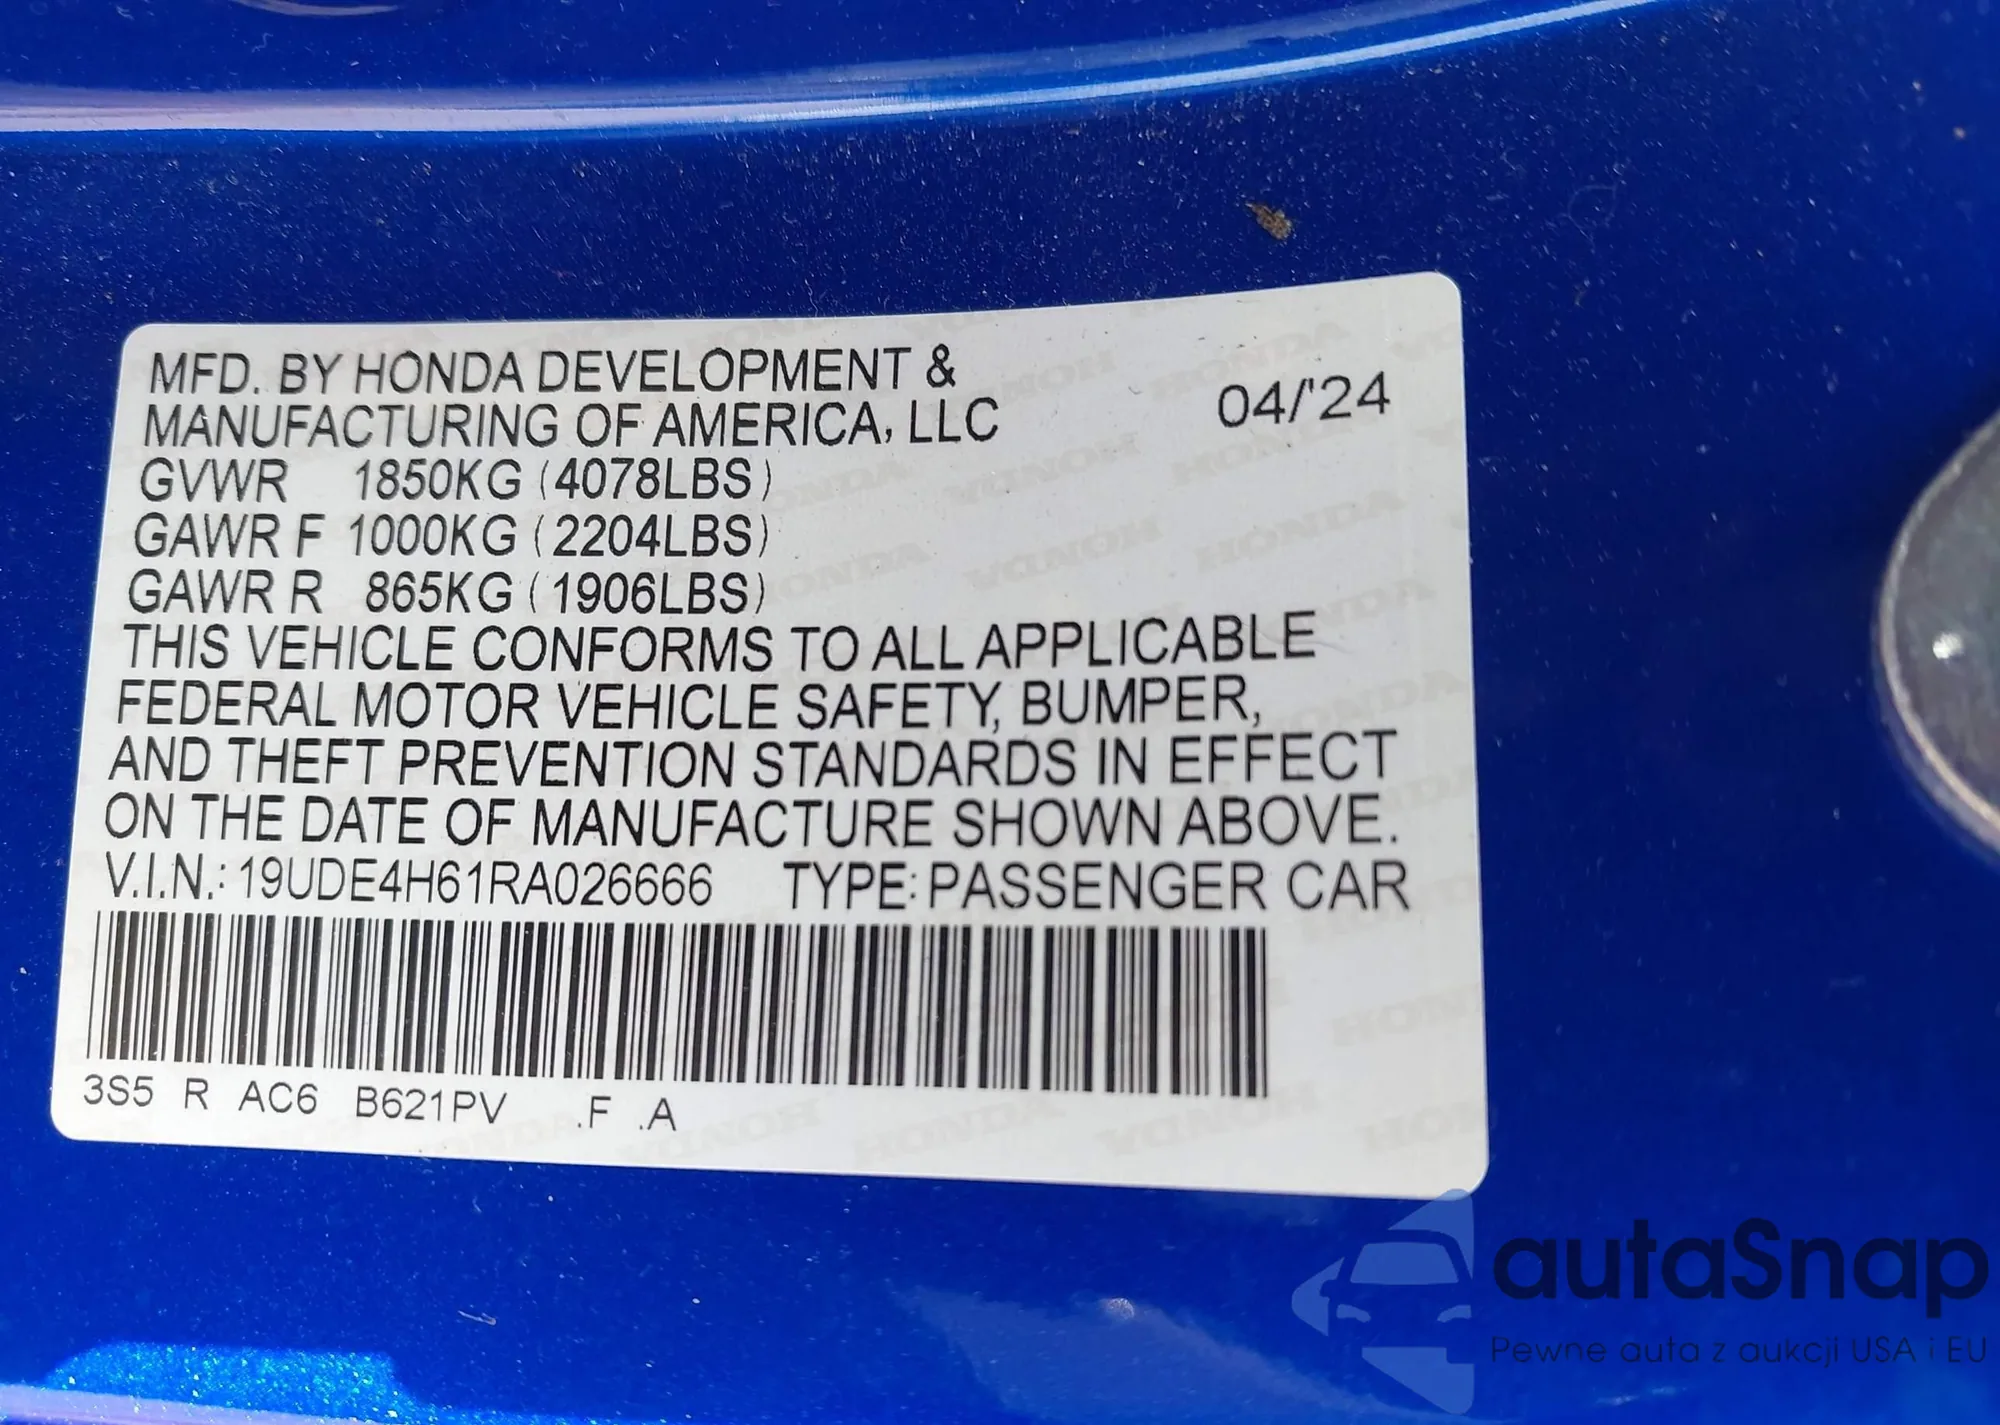 MFD. BY HONDA DEVELOPMENT &
MANUFACTURING OF AMERICA, LLC
04/'24
GVWR 1850KG (4078LBS)
GAWR F 1000KG (2204LBS)
GAWR R 865KG (1906LBS)
THIS VEHICLE CONFORMS TO ALL APPLICABLE
FEDERAL MOTOR VEHICLE SAFETY, BUMPER,
AND THEFT PREVENTION STANDARDS IN EFFECT
ON THE DATE OF MANUFACTURE SHOWN ABOVE.
V.I.N.: 19UDE4H61RA026666 TYPE: PASSENGER CAR
3S5 R AC6 B621PV .F .A
autaSnap
Pewne auta z aukcji USA i EU